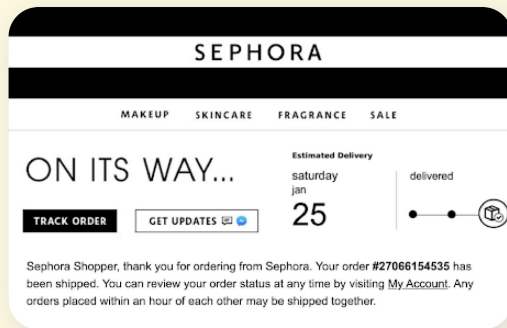 SEPHORA
MAKEUP SKINCARE FRAGRANCE SALE
ON ITS WAY...
TRACK ORDER GET UPDATES
Estimated Delivery
saturday
jan
25
delivered
Sephora Shopper, thank you for ordering from Sephora. Your order #27066154535 has
been shipped. You can review your order status at any time by visiting My Account. Any
orders placed within an hour of each other may be shipped together.